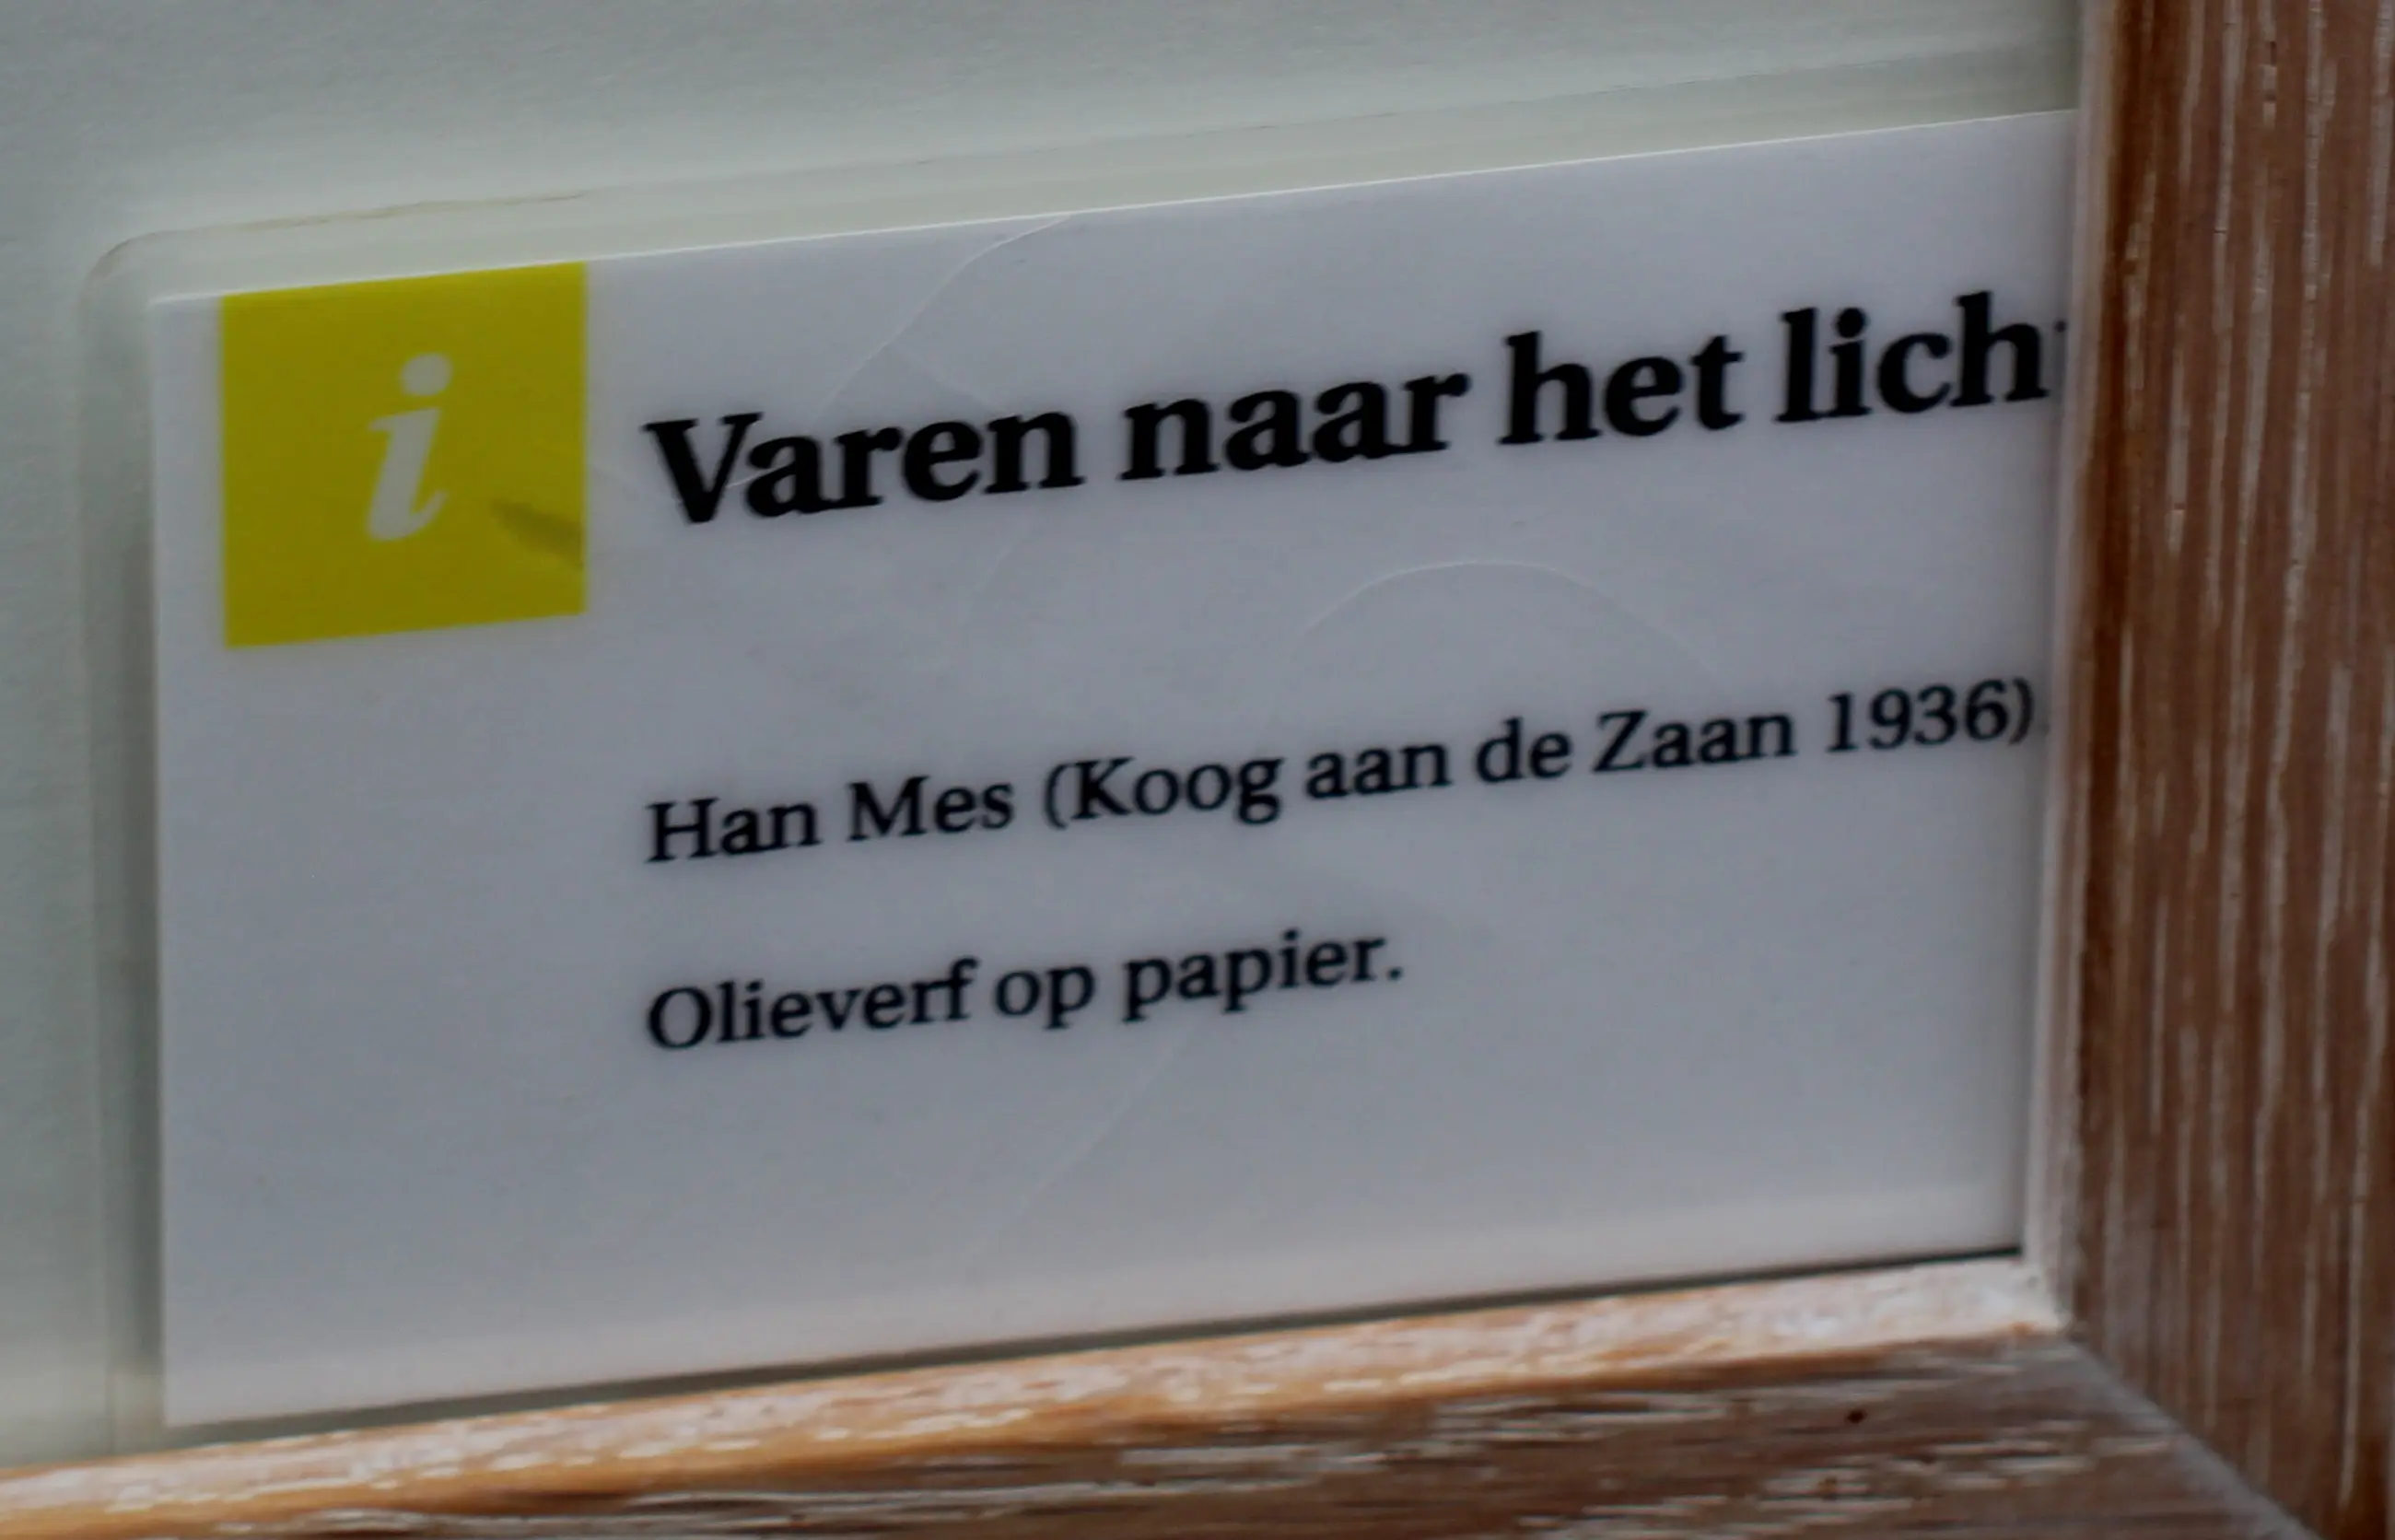 i
Varen naar het lich
Han Mes (Koog aan de Zaan 1936).
Olieverf op papier.